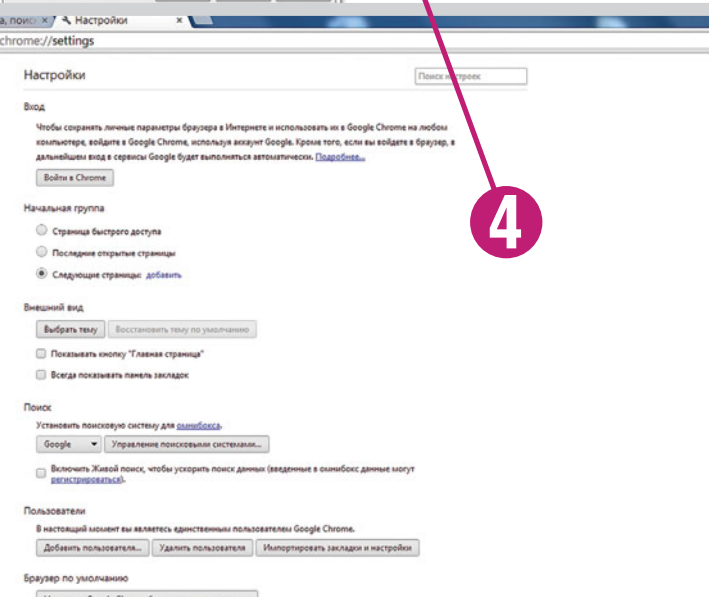 а, поис
Настройки
chrome://settings
Настройки
Поиск настроек
Вход
Чтобы сохранять личные параметры браузера в Интернете и использовать их в Google Chrome на любом
компьютере, войдите в Google Chrome, используя аккаунт Google. Кроме того, если вы войдете в браузер, в
дальнейшем вход в сервисы Google будет выполняться автоматически. Подробнее...
Войти в Chrome
4
Начальная группа
Страница быстрого доступа
Последние открытые страницы
Следующие страницы: добавить
Внешний вид
Выбрать тему Восстановить тему по умолчанию
Показывать кнопку "Главная страница"
Всегда показывать панель закладок
Поиск
Установить поисковую систему для омнибокса.
Google Управление поисковыми системами...
Включить Живой поиск, чтобы ускорить поиск данных (введенные в омнибокс данные могут
регистрироваться).
Пользователи
В настоящий момент вы являетесь единственным пользователем Google Chrome.
Добавить пользователя... Удалить пользователя Импортировать закладки и настройки
Браузер по умолчанию